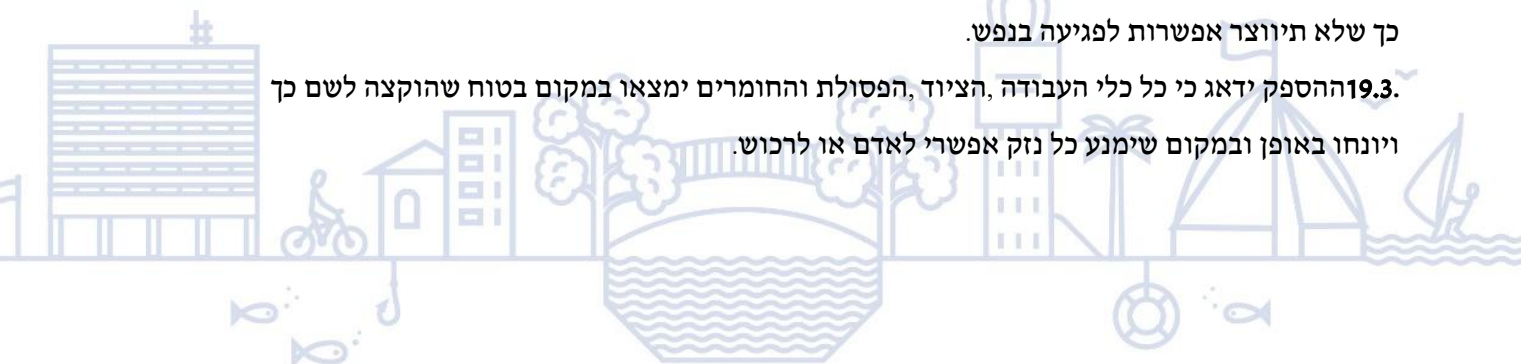 כך שלא תיווצר אפשרות לפגיעה בנפש.
19.3. ההספק ידאג כי כל כלי העבודה ,הציוד ,הפסולת והחומרים ימצאו במקום בטוח שהוקצה לשם כך
ויונחו באופן ובמקום שימנע כל נזק אפשרי לאדם או לרכוש.